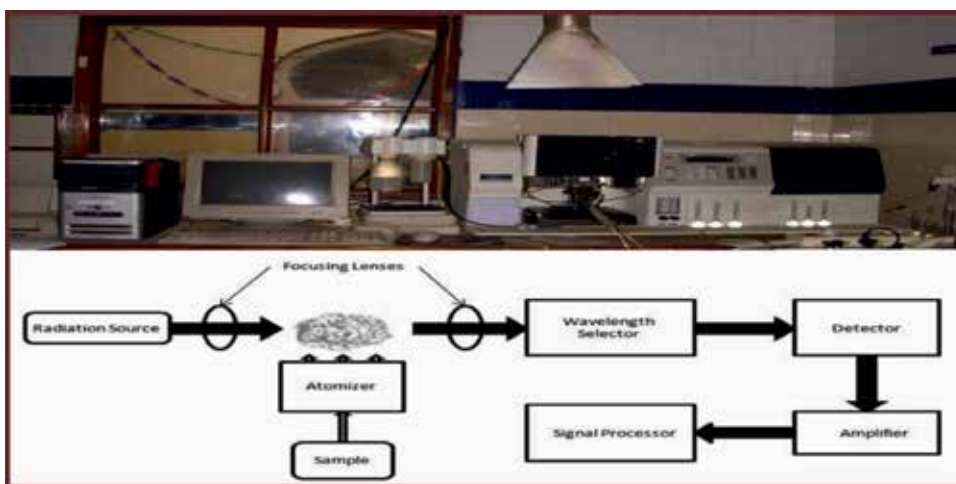 Focusing Lenses
Radiation Source
Wavelength
Selector
Detector
Atomizer
Signal Processor
Amplifier
Sample